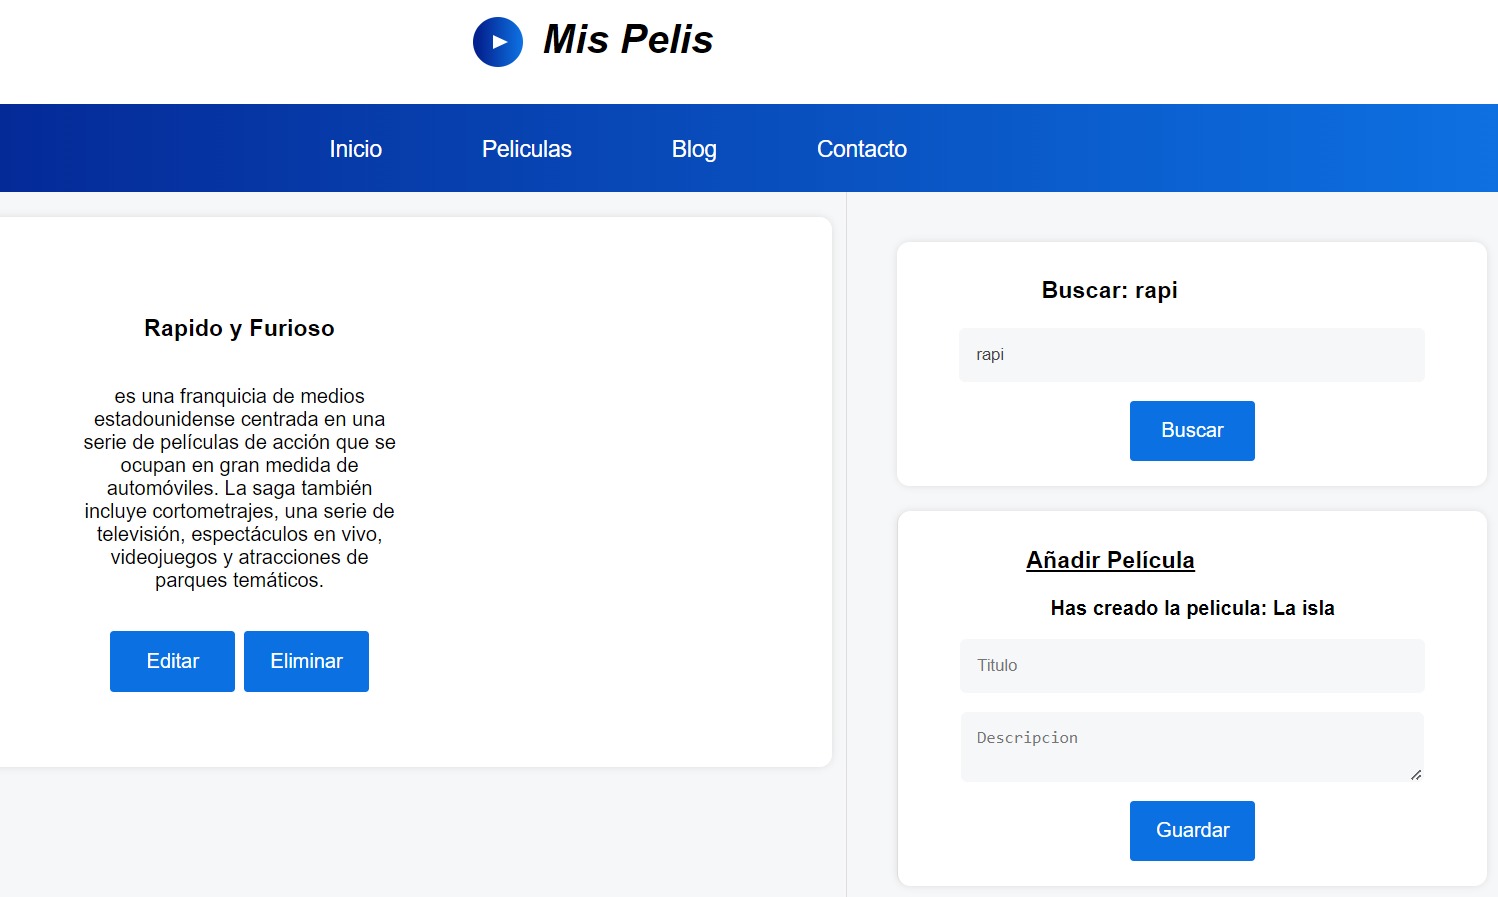 Mis Pelis
Inicio Peliculas Blog Contacto
Rapido y Furioso
es una franquicia de medios
estadounidense centrada en una
serie de películas de acción que se
ocupan en gran medida de
automóviles. La saga también
incluye cortometrajes, una serie de
televisión, espectáculos en vivo,
videojuegos y atracciones de
parques temáticos.
Editar Eliminar
Buscar: rapi
rapi
Buscar
Añadir Película
Has creado la pelicula: La isla
Titulo
Descripcion
Guardar